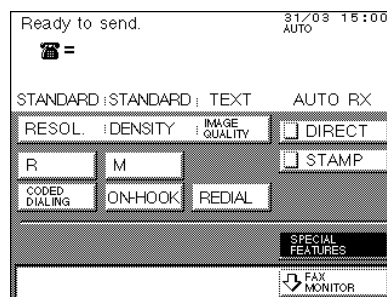 Ready to send.
31/03 15:00
AUTO
=
STANDARD STANDARD TEXT AUTO RX
RESOL. DENSITY IMAGE QUALITY
DIRECT
R M
STAMP
CODED DIALING
ON-HOOK
REDIAL
SPECIAL FEATURES
FAX MONITOR